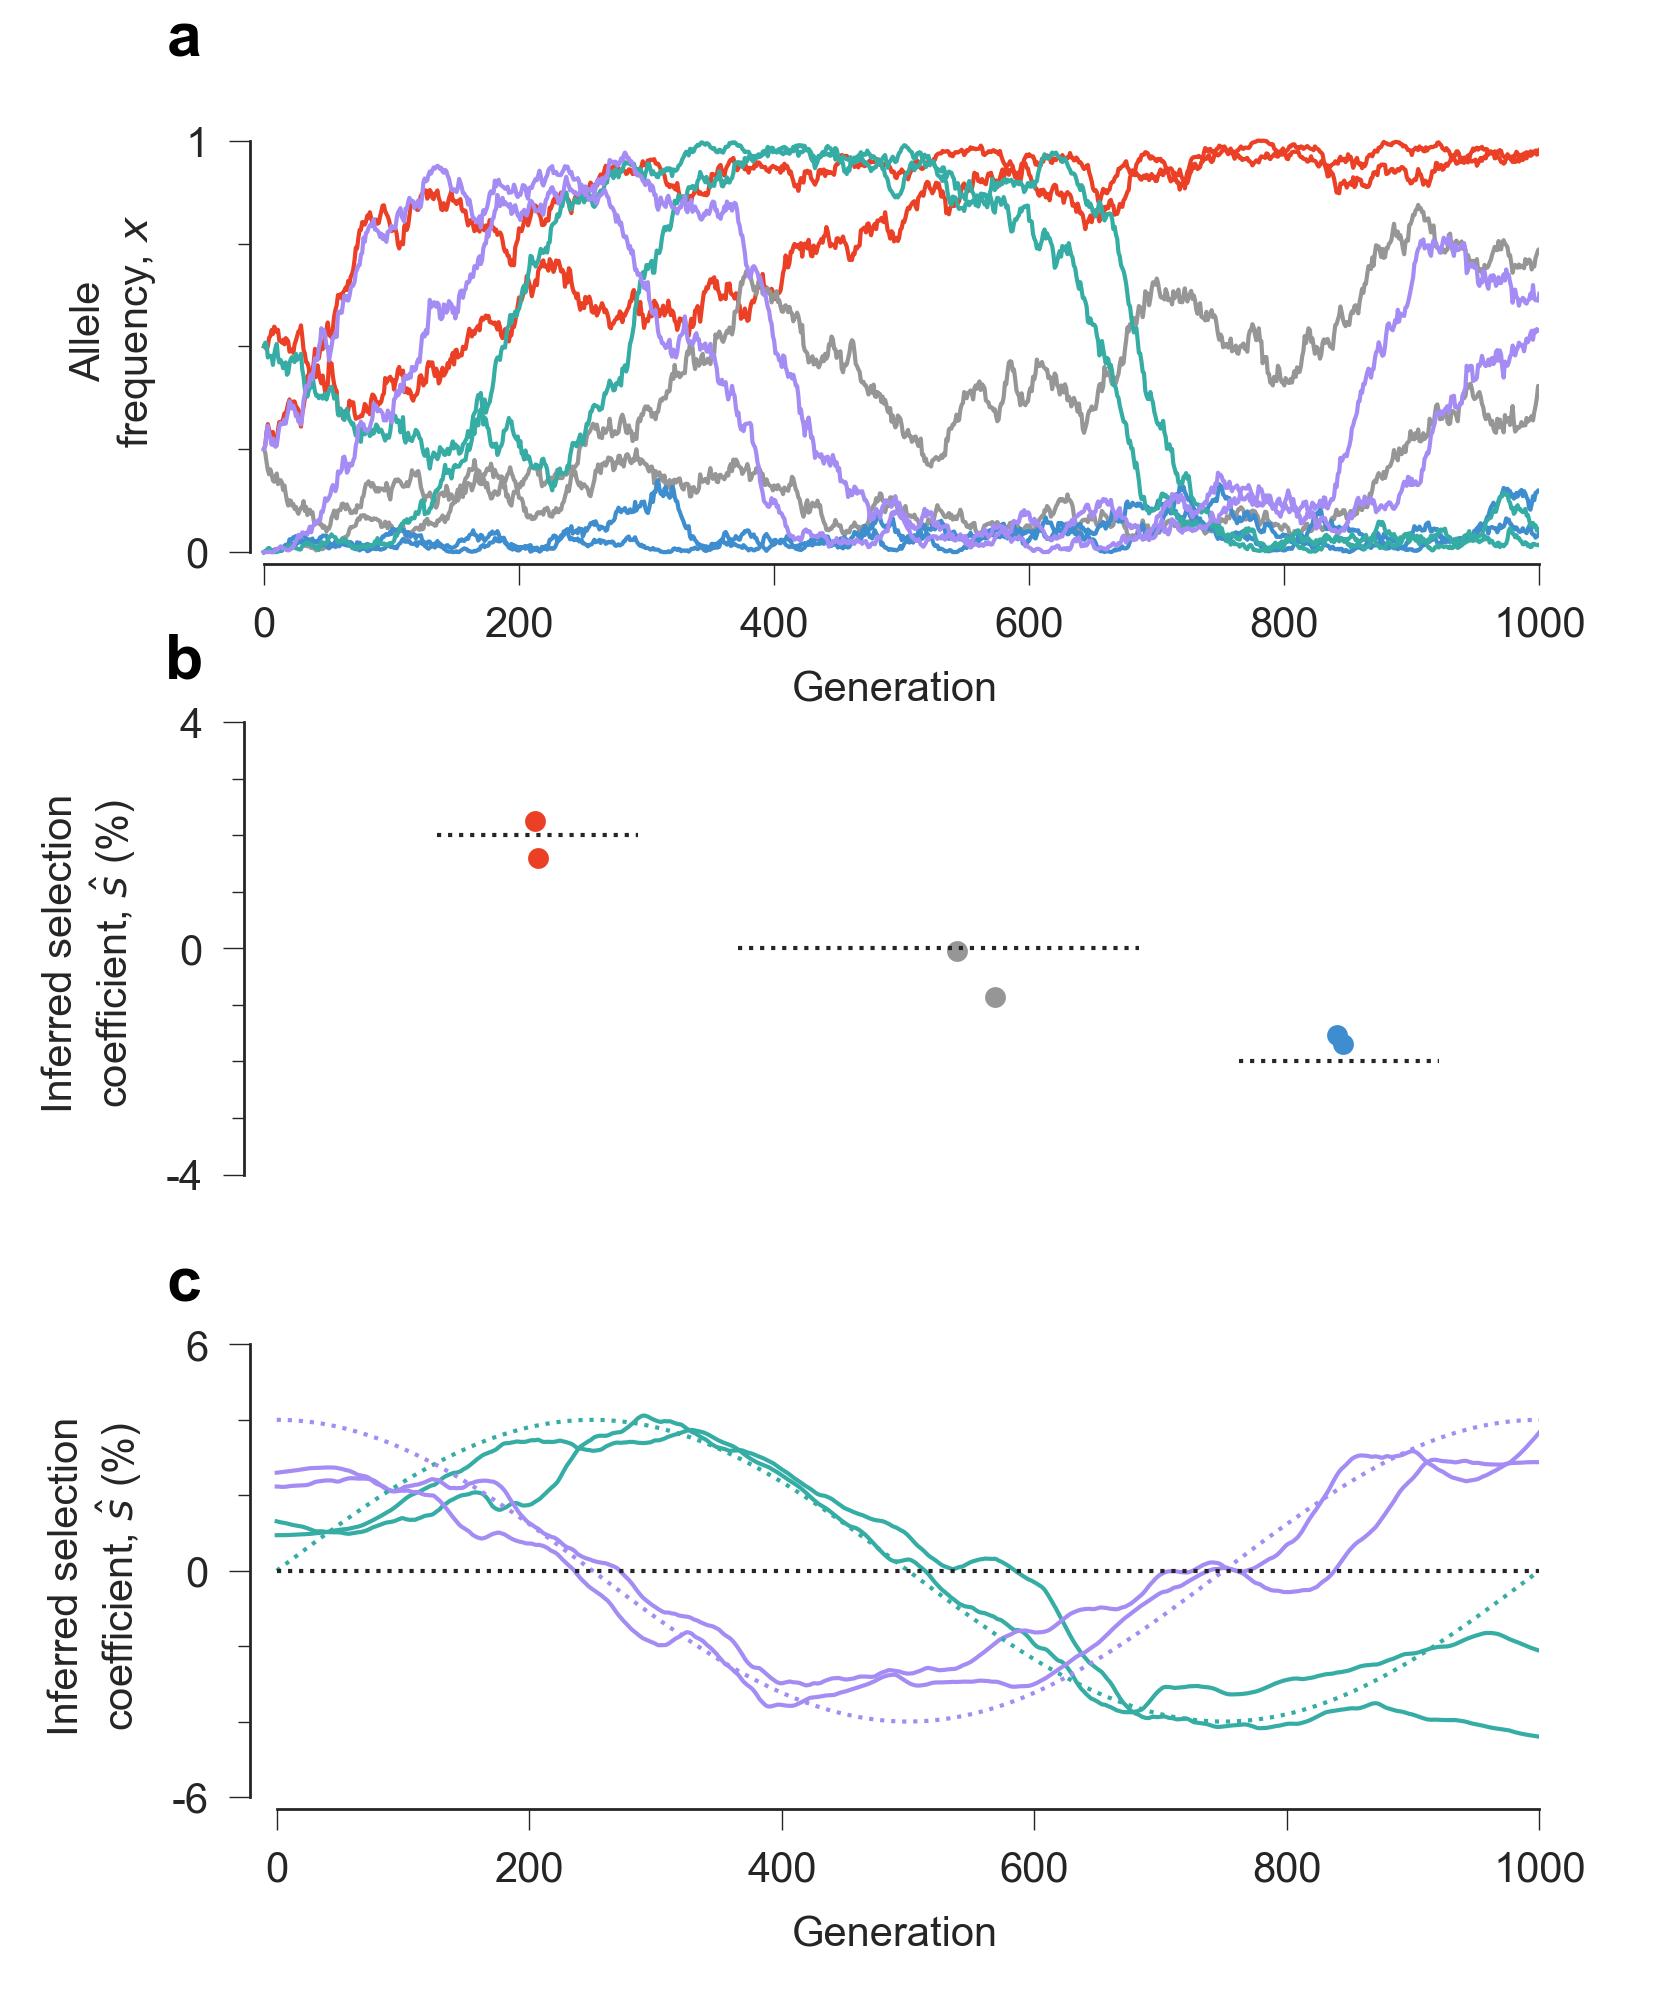 a
Allele
frequency, x
1
0
0 200 400 600 800 1000
Generation
b
Inferred selection
coefficient, ŝ (%)
4
0
-4
c
Inferred selection
coefficient, ŝ (%)
6
0
-6
0 200 400 600 800 1000
Generation